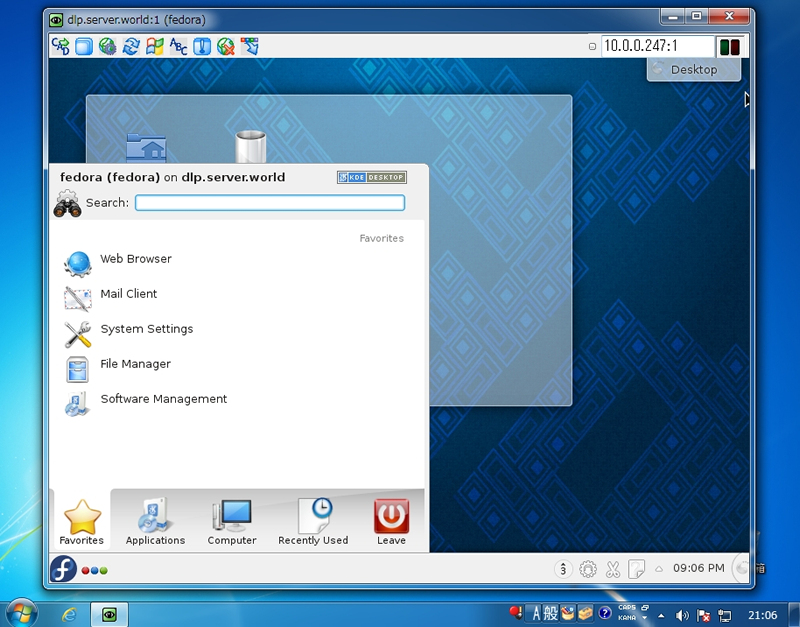 dlp.server.world:1 (fedora)
10.0.0.247:1
Desktop
fedora (fedora) on dlp.server.world
KDE DESKTOP
Search:
Favorites
Web Browser
Mail Client
System Settings
File Manager
Software Management
Favorites
Applications
Computer
Recently Used
Leave
3
09:06 PM
A 般
CAPS
KANA
21:06